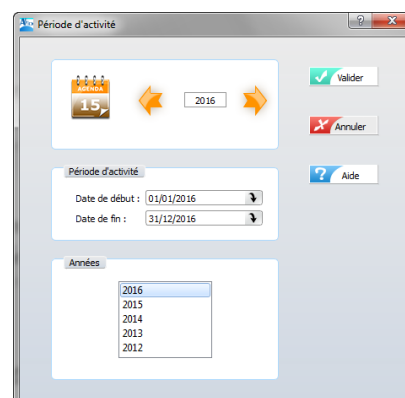 Période d'activité
AGENDA
15
2016
Valider
Annuler
Aide
Période d'activité
Date de début : 01/01/2016
Date de fin : 31/12/2016
Années
2016
2015
2014
2013
2012